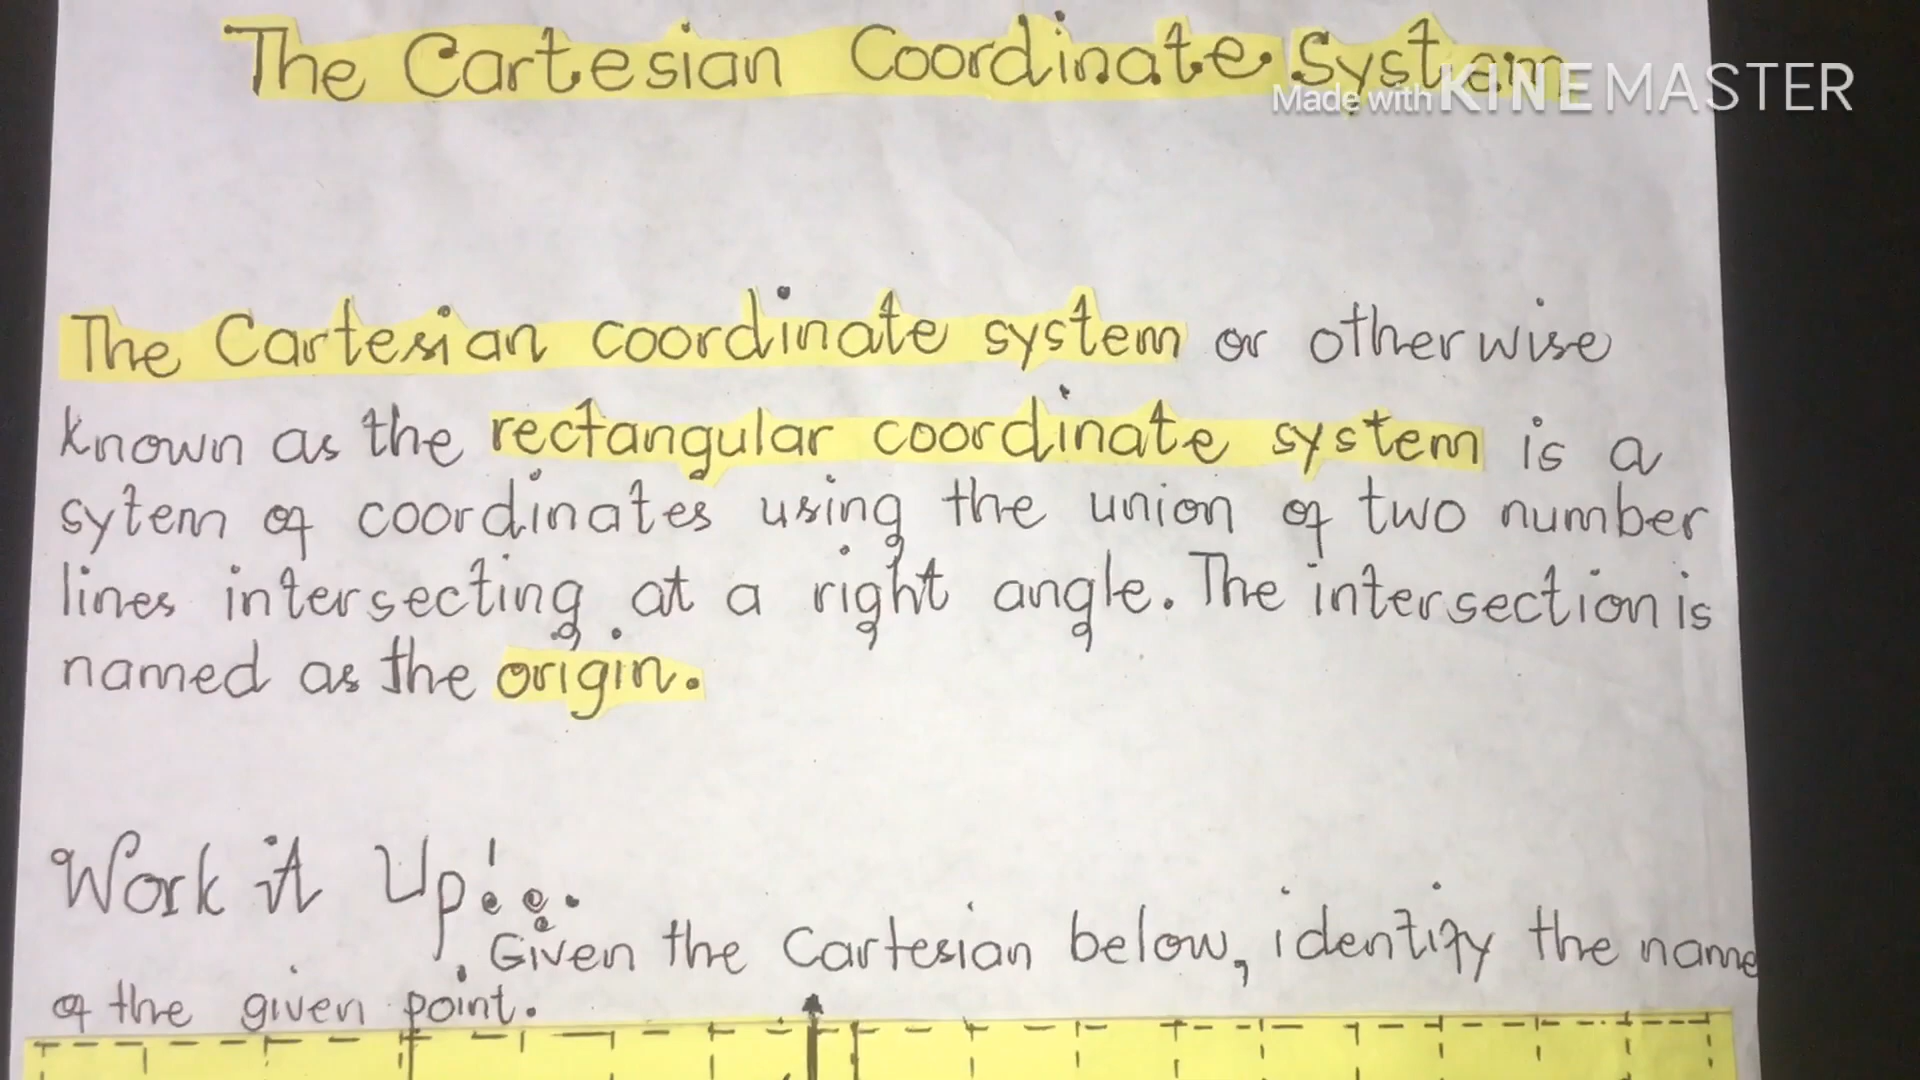 The Cartesian Coordinate System
Made with KINEMASTER
The Cartesian coordinate system or otherwise
known as the rectangular coordinate system is a
sytem of coordinates using the union of two number
lines intersecting at a right angle. The intersection is
named as the origin.
Work it Up!
Given the Cartesian below, identify the name
of the given point.